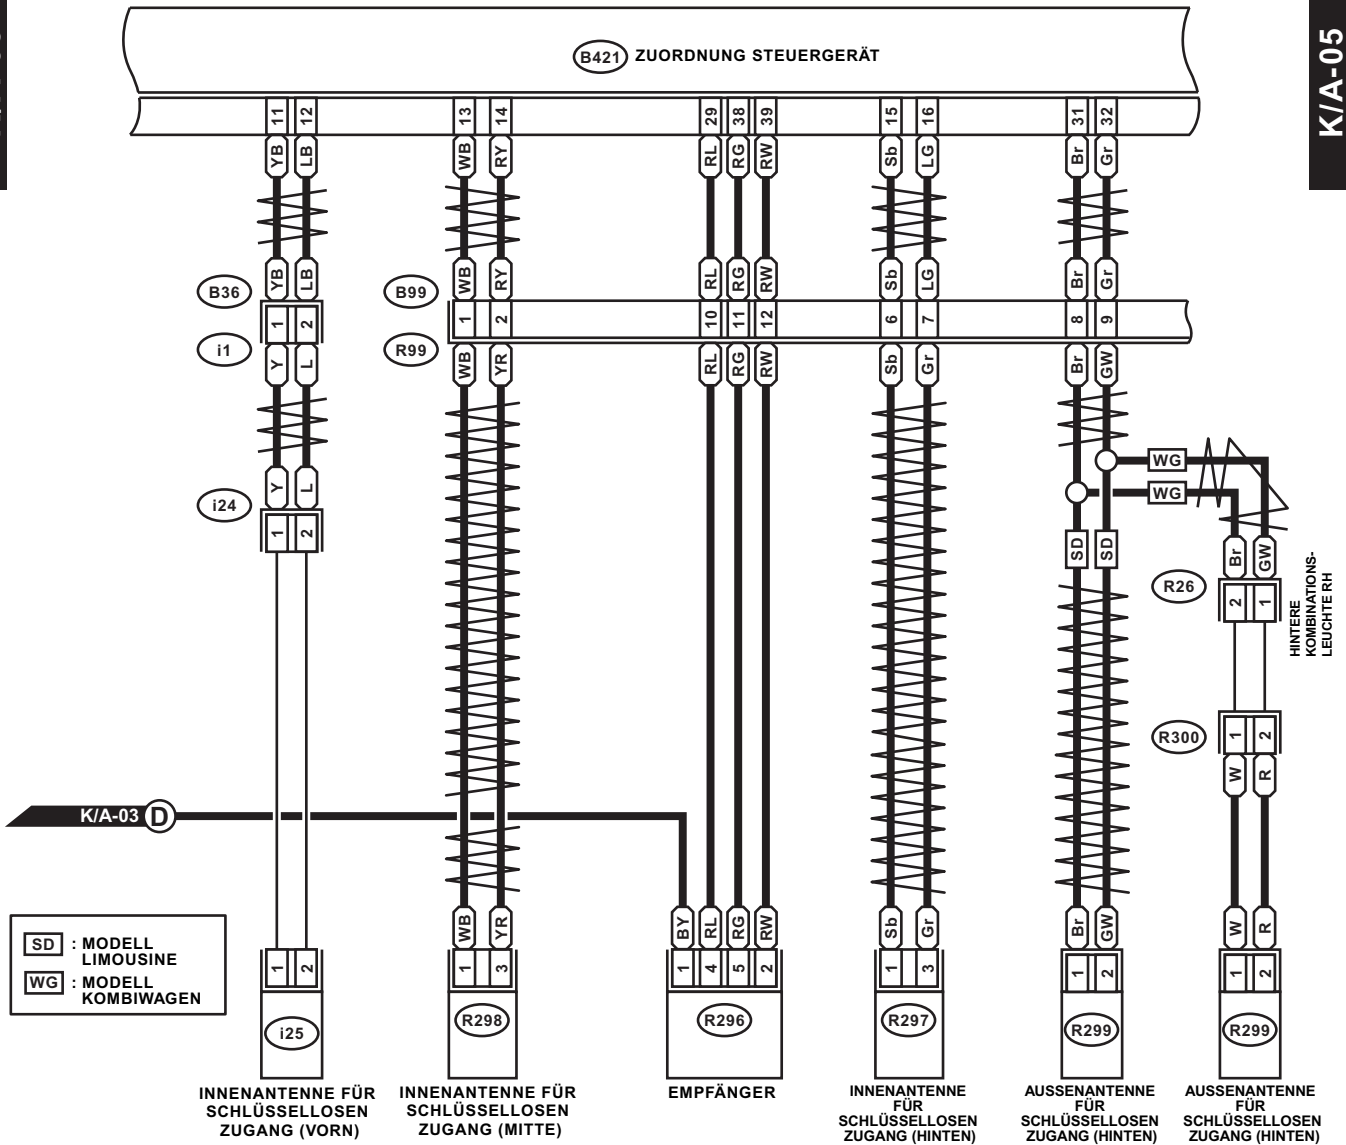 K/A-05
B421 ZUORDNUNG STEUERGERÄT
11 12 13 14 29 38 39 15 16 31 32
YB LB WB RY RL RG RW Sb LG Br Gr
YB LB WB RY RL RG RW Sb LG Br Gr
B36 B99
1 2 1 2 10 11 12 6 7 8 9
i1 R99
Y L WB YR RL RG RW Sb Gr Br GW
WG
WG
Y L
i24
1 2
SD SD
Br GW
R26
2 1
HINTERE
KOMBINATIONS-
LEUCHTE RH
R300
1 2
W R
K/A-03 D
WB YR BY RL RG RW Sb Gr Br GW W R
1 2 1 3 1 4 5 2 1 3 1 2 1 2
SD : MODELL
LIMOUSINE
WG : MODELL
KOMBIWAGEN
i25 R298 R296 R297 R299 R299
INNENANTENNE FÜR
SCHLÜSSELLOSEN
ZUGANG (VORN)
INNENANTENNE FÜR
SCHLÜSSELLOSEN
ZUGANG (MITTE)
EMPFÄNGER
INNENANTENNE
FÜR
SCHLÜSSELLOSEN
ZUGANG (HINTEN)
AUSSENANTENNE
FÜR
SCHLÜSSELLOSEN
ZUGANG (HINTEN)
AUSSENANTENNE
FÜR
SCHLÜSSELLOSEN
ZUGANG (HINTEN)